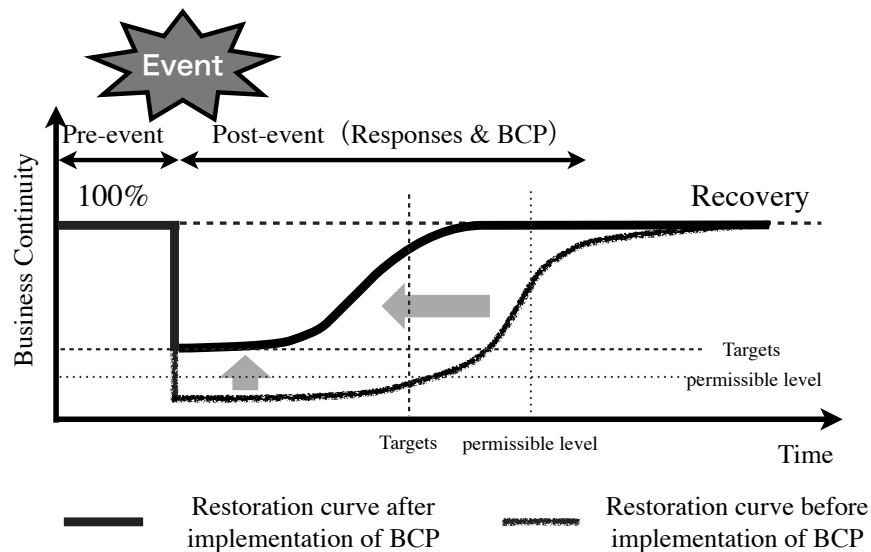 Event
Pre-event
Post-event（Responses & BCP）
100%
Recovery
Business Continuity
Targets
permissible level
Targets
permissible level
Time
Restoration curve after
implementation of BCP
Restoration curve before
implementation of BCP